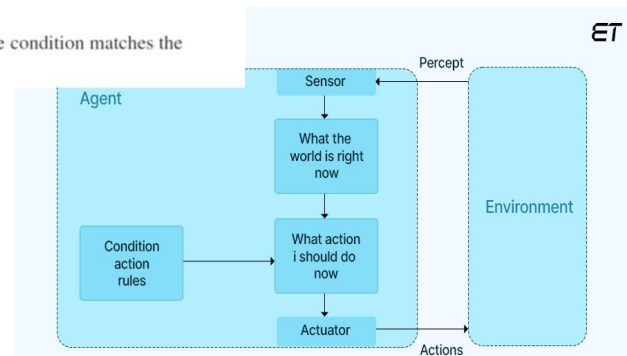 e condition matches the
ET
Percept
Sensor
Agent
What the
world is right
now
Environment
Condition
action
rules
What action
i should do
now
Actuator
Actions